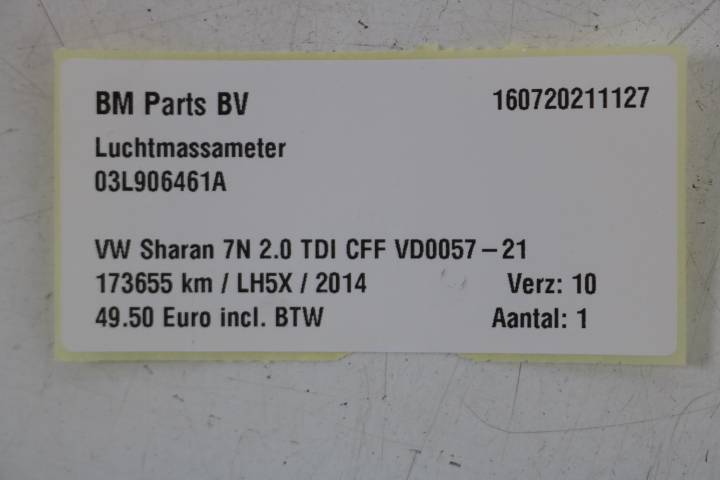 BM Parts BV 160720211127
Luchtmassameter
03L906461A
VW Sharan 7N 2.0 TDI CFF VD0057-21
173655 km / LH5X / 2014 Verz: 10
49.50 Euro incl. BTW Aantal: 1